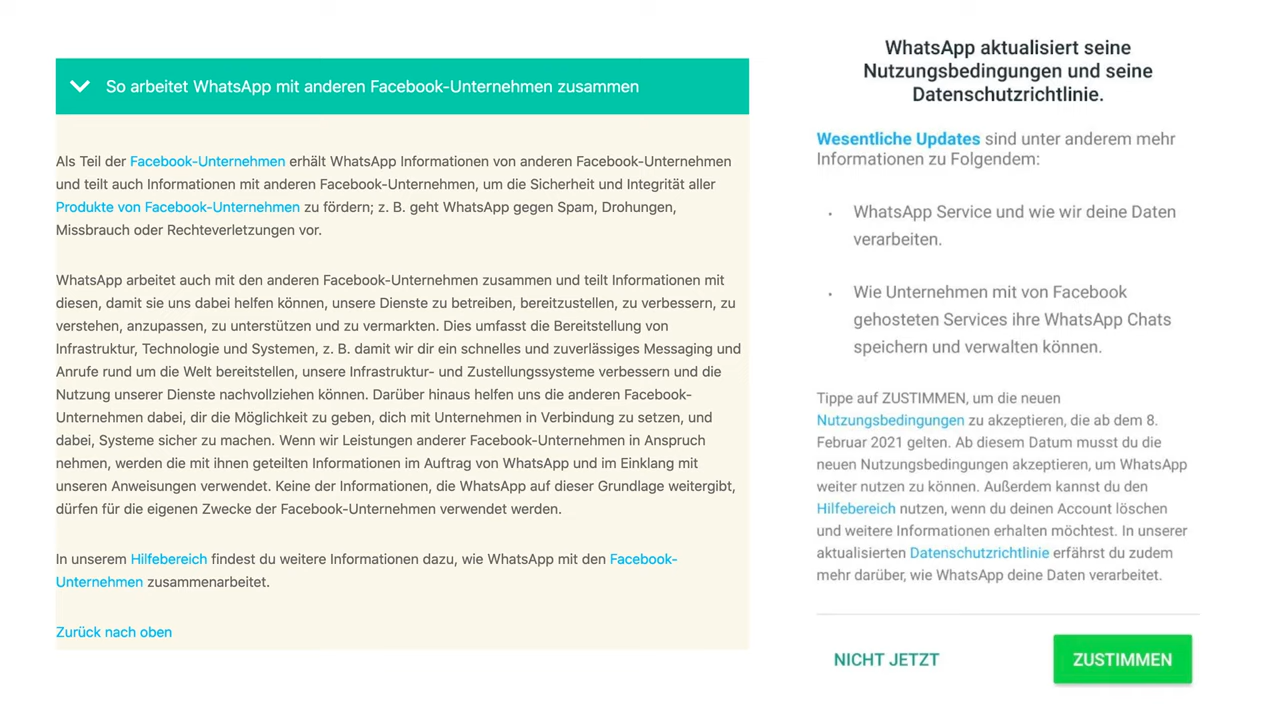 So arbeitet WhatsApp mit anderen Facebook-Unternehmen zusammen
Als Teil der Facebook-Unternehmen erhält WhatsApp Informationen von anderen Facebook-Unternehmen
und teilt auch Informationen mit anderen Facebook-Unternehmen, um die Sicherheit und Integrität aller
Produkte von Facebook-Unternehmen zu fördern; z. B. geht WhatsApp gegen Spam, Drohungen,
Missbrauch oder Rechteverletzungen vor.
WhatsApp arbeitet auch mit den anderen Facebook-Unternehmen zusammen und teilt Informationen mit
diesen, damit sie uns dabei helfen können, unsere Dienste zu betreiben, bereitzustellen, zu verbessern, zu
verstehen, anzupassen, zu unterstützen und zu vermarkten. Dies umfasst die Bereitstellung von
Infrastruktur, Technologie und Systemen, z. B. damit wir dir ein schnelles und zuverlässiges Messaging und
Anrufe rund um die Welt bereitstellen, unsere Infrastruktur- und Zustellungssysteme verbessern und die
Nutzung unserer Dienste nachvollziehen können. Darüber hinaus helfen uns die anderen Facebook-
Unternehmen dabei, dir die Möglichkeit zu geben, dich mit Unternehmen in Verbindung zu setzen, und
dabei, Systeme sicher zu machen. Wenn wir Leistungen anderer Facebook-Unternehmen in Anspruch
nehmen, werden die mit ihnen geteilten Informationen im Auftrag von WhatsApp und im Einklang mit
unseren Anweisungen verwendet. Keine der Informationen, die WhatsApp auf dieser Grundlage weitergibt,
dürfen für die eigenen Zwecke der Facebook-Unternehmen verwendet werden.
In unserem Hilfebereich findest du weitere Informationen dazu, wie WhatsApp mit den Facebook-
Unternehmen zusammenarbeitet.
Zurück nach oben
WhatsApp aktualisiert seine
Nutzungsbedingungen und seine
Datenschutzrichtlinie.
Wesentliche Updates sind unter anderem mehr
Informationen zu Folgendem:
· WhatsApp Service und wie wir deine Daten
verarbeiten.
· Wie Unternehmen mit von Facebook
gehosteten Services ihre WhatsApp Chats
speichern und verwalten können.
Tippe auf ZUSTIMMEN, um die neuen
Nutzungsbedingungen zu akzeptieren, die ab dem 8.
Februar 2021 gelten. Ab diesem Datum musst du die
neuen Nutzungsbedingungen akzeptieren, um WhatsApp
weiter nutzen zu können. Außerdem kannst du den
Hilfebereich nutzen, wenn du deinen Account löschen
und weitere Informationen erhalten möchtest. In unserer
aktualisierten Datenschutzrichtlinie erfährst du zudem
mehr darüber, wie WhatsApp deine Daten verarbeitet.
NICHT JETZT
ZUSTIMMEN